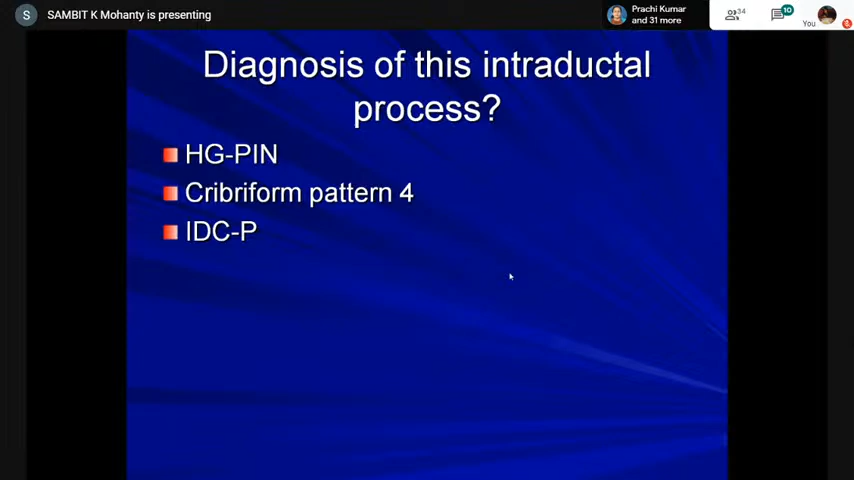 S SAMBIT K Mohanty is presenting
Prachi Kumar
and 31 more
34
10
You
Diagnosis of this intraductal
process?
HG-PIN
Cribriform pattern 4
IDC-P